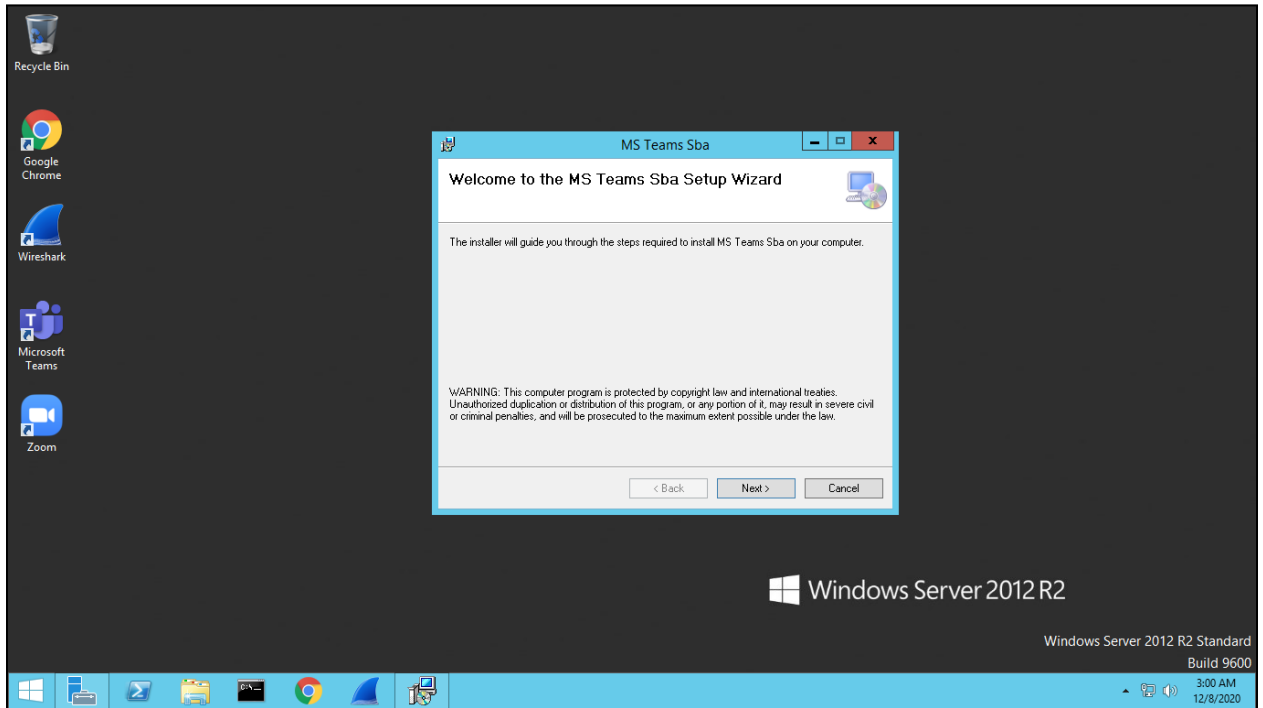 Recycle Bin
Google
Chrome
Wireshark
Microsoft
Teams
Zoom
MS Teams Sba
Welcome to the MS Teams Sba Setup Wizard
The installer will guide you through the steps required to install MS Teams Sba on your computer.
WARNING: This computer program is protected by copyright law and international treaties.
Unauthorized duplication or distribution of this program, or any portion of it, may result in severe civil
or criminal penalties, and will be prosecuted to the maximum extent possible under the law.
< Back Next > Cancel
Windows Server 2012 R2
Windows Server 2012 R2 Standard
Build 9600
3:00 AM
12/8/2020